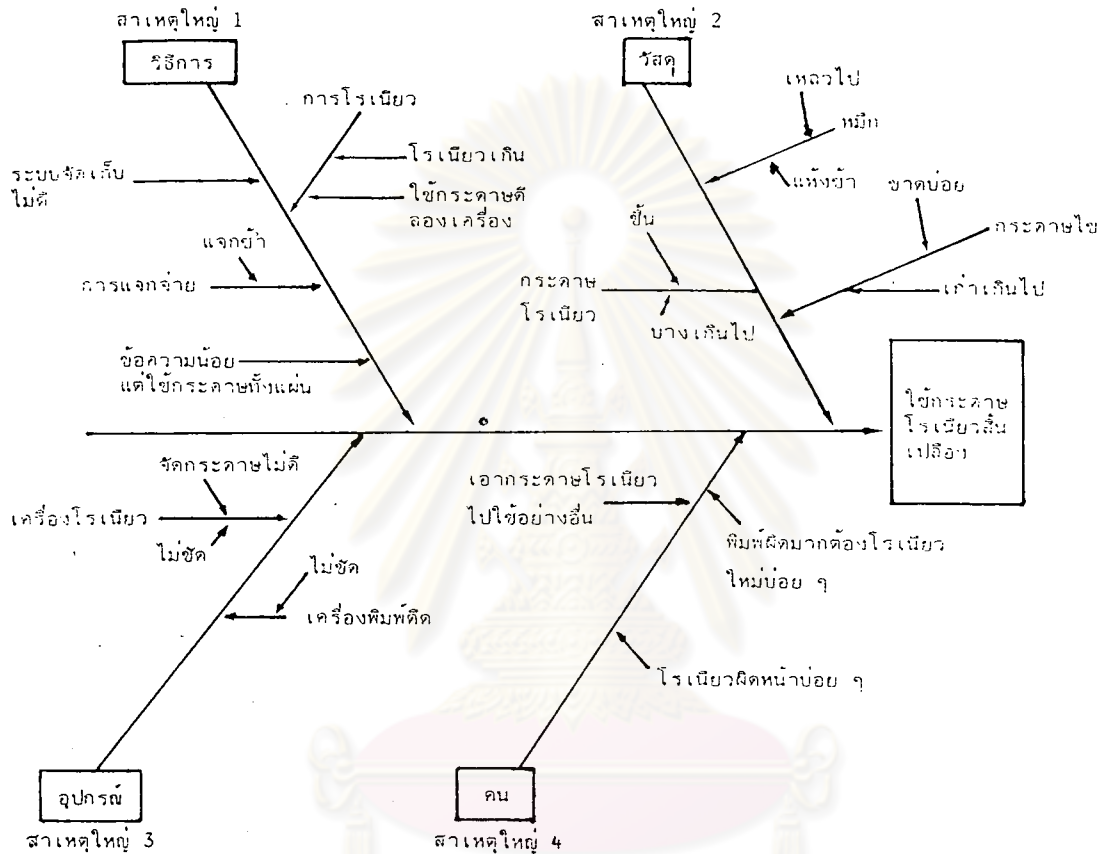 สาเหตุใหญ่ 1
วิธีการ
การโรเนียว
โรเนียวเกิน
ใช้กระดาษดี
ลองเครื่อง
ระบบจัดเก็บ
ไม่ดี
แจกซ้ำ
การแจกจ่าย
ข้อความน้อย
แต่ใช้กระดาษทั้งแผ่น
สาเหตุใหญ่ 2
วัสดุ
เหลวไป
หมึก
แห้งช้า
ขาดบ่อย
กระดาษไข
เก่าเกินไป
ชื้น
กระดาษ
โรเนียว
บางเกินไป
ใช้กระดาษ
โรเนียวสิ้น
เปลือง
จัดกระดาษไม่ดี
เครื่องโรเนียว
ไม่ชัด
ไม่ชัด
เครื่องพิมพ์ดีด
อุปกรณ์
สาเหตุใหญ่ 3
เอากระดาษโรเนียว
ไปใช้อย่างอื่น
พิมพ์ผิดมากต้องโรเนียว
ใหม่บ่อย ๆ
โรเนียวผิดหน้าบ่อย ๆ
คน
สาเหตุใหญ่ 4